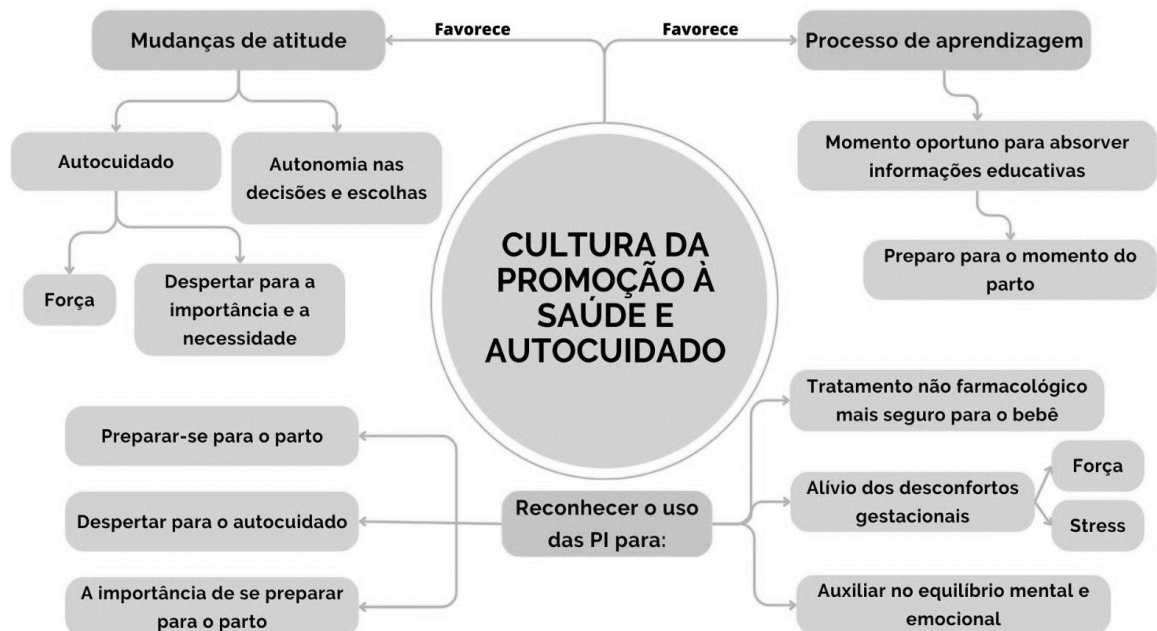 Mudanças de atitude
Favorece
Favorece
Processo de aprendizagem
Autocuidado
Autonomia nas
decisões e escolhas
Momento oportuno para absorver
informações educativas
Força
Despertar para a
importância e a
necessidade
Preparo para o momento do
parto
CULTURA DA
PROMOÇÃO À
SAÚDE E
AUTOCUIDADO
Preparar-se para o parto
Despertar para o autocuidado
A importância de se preparar
para o parto
Reconhecer o uso
das PI para:
Tratamento não farmacológico
mais seguro para o bebê
Alívio dos desconfortos
gestacionais
Força
Stress
Auxiliar no equilíbrio mental e
emocional